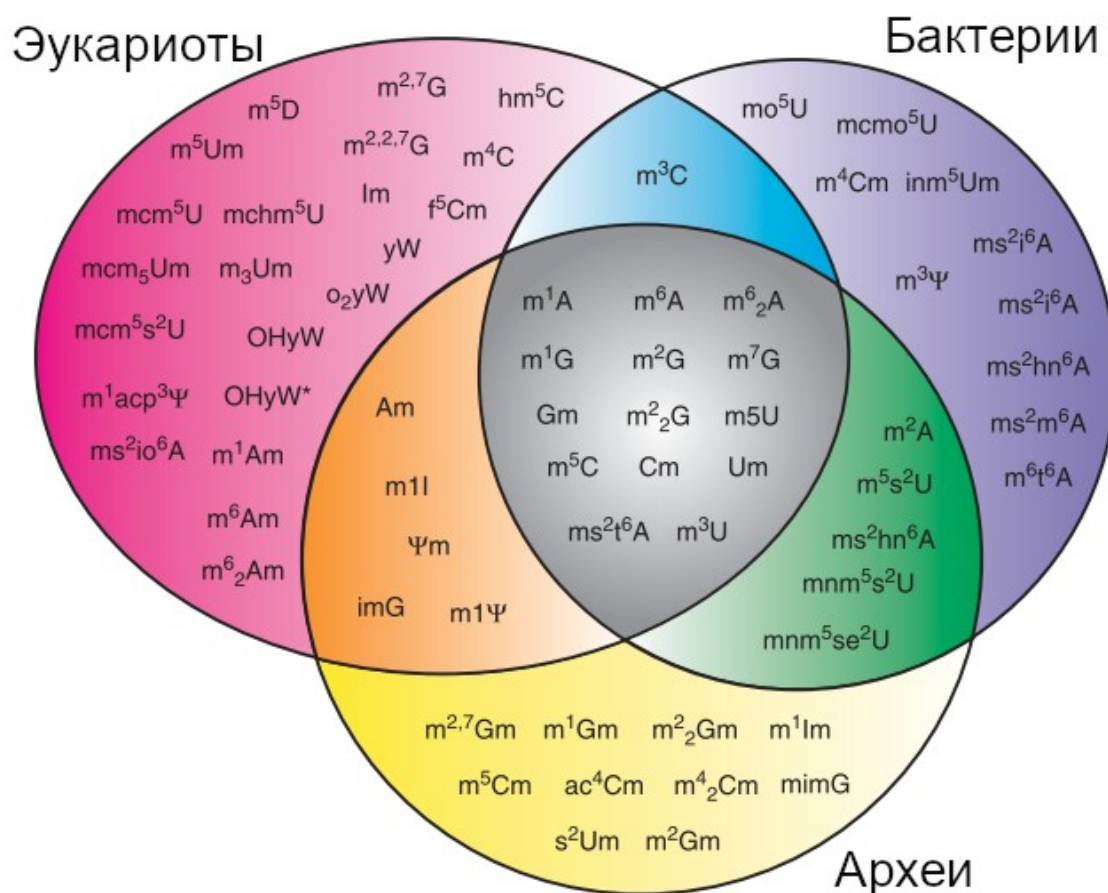 Эукариоты
Бактерии
m⁵D
m²,⁷G
hm⁵C
m⁵Um
m²,²,⁷G
m⁴C
Im
f⁵Cm
mcm⁵U
mchm⁵U
yW
mcm₅Um
m₃Um
o₂yW
mcm⁵s²U
OHyW
m¹acp³Ψ
OHyW*
ms²io⁶A
m¹Am
m⁶Am
m⁶₂Am
m³C
mo⁵U
mcmo⁵U
m⁴Cm
inm⁵Um
ms²i⁶A
m³Ψ
ms²i⁶A
ms²hn⁶A
ms²m⁶A
m⁶t⁶A
m¹A
m⁶A
m⁶₂A
m¹G
m²G
m⁷G
Gm
m²₂G
m5U
m⁵C
Cm
Um
ms²t⁶A
m³U
Am
m1I
Ψm
imG
m1Ψ
m²A
m⁵s²U
ms²hn⁶A
mnm⁵s²U
mnm⁵se²U
m²,⁷Gm
m¹Gm
m²₂Gm
m¹Im
m⁵Cm
ac⁴Cm
m⁴₂Cm
mimG
s²Um
m²Gm
Археи